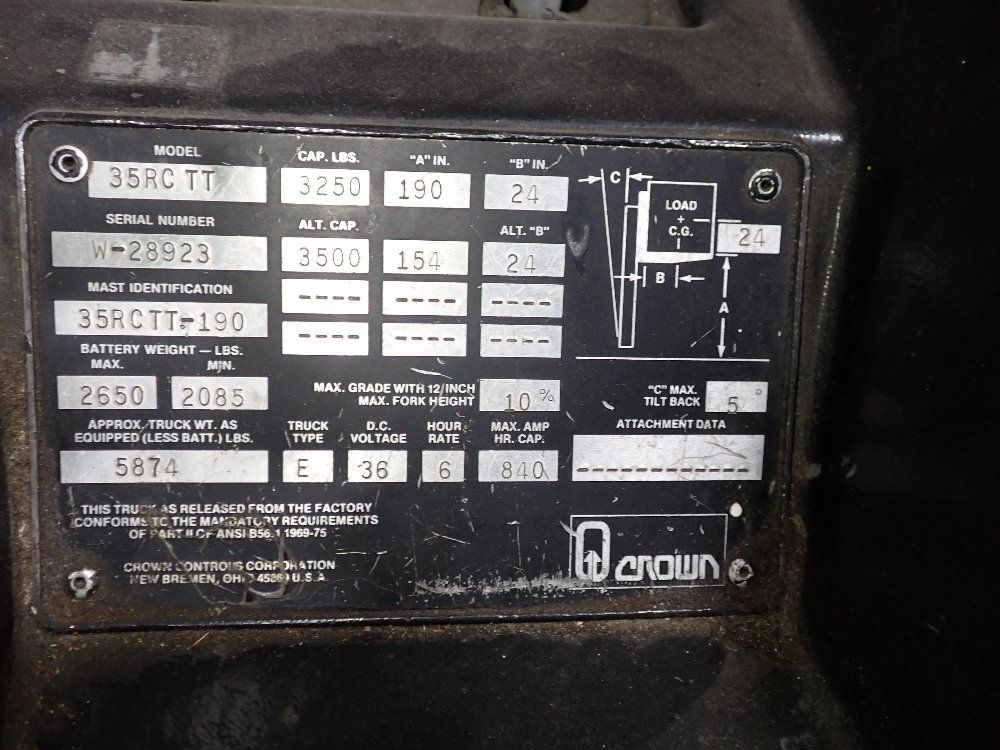 MODEL CAP. LBS. "A" IN. "B" IN.
35RC TT 3250 190 24
SERIAL NUMBER ALT. CAP. ALT. "B"
W-28923 3500 154 24
MAST IDENTIFICATION ---- ---- ----
35RCTT-190 ---- ---- ----
C LOAD + C.G. 24
B A
BATTERY WEIGHT — LBS.
MAX. MIN.
2650 2085
MAX. GRADE WITH 12/INCH
MAX. FORK HEIGHT 10 %
"C" MAX.
TILT BACK 5 °
APPROX. TRUCK WT. AS TRUCK D.C. HOUR MAX. AMP ATTACHMENT DATA
EQUIPPED (LESS BATT.) LBS. TYPE VOLTAGE RATE HR. CAP.
5874 E 36 6 840 -------------
THIS TRUCK AS RELEASED FROM THE FACTORY
CONFORMS TO THE MANDATORY REQUIREMENTS
OF PART II OF ANSI B56.1 1969-75
CROWN CONTROLS CORPORATION
NEW BREMEN, OHIO 45869 U.S.A.
CROWN